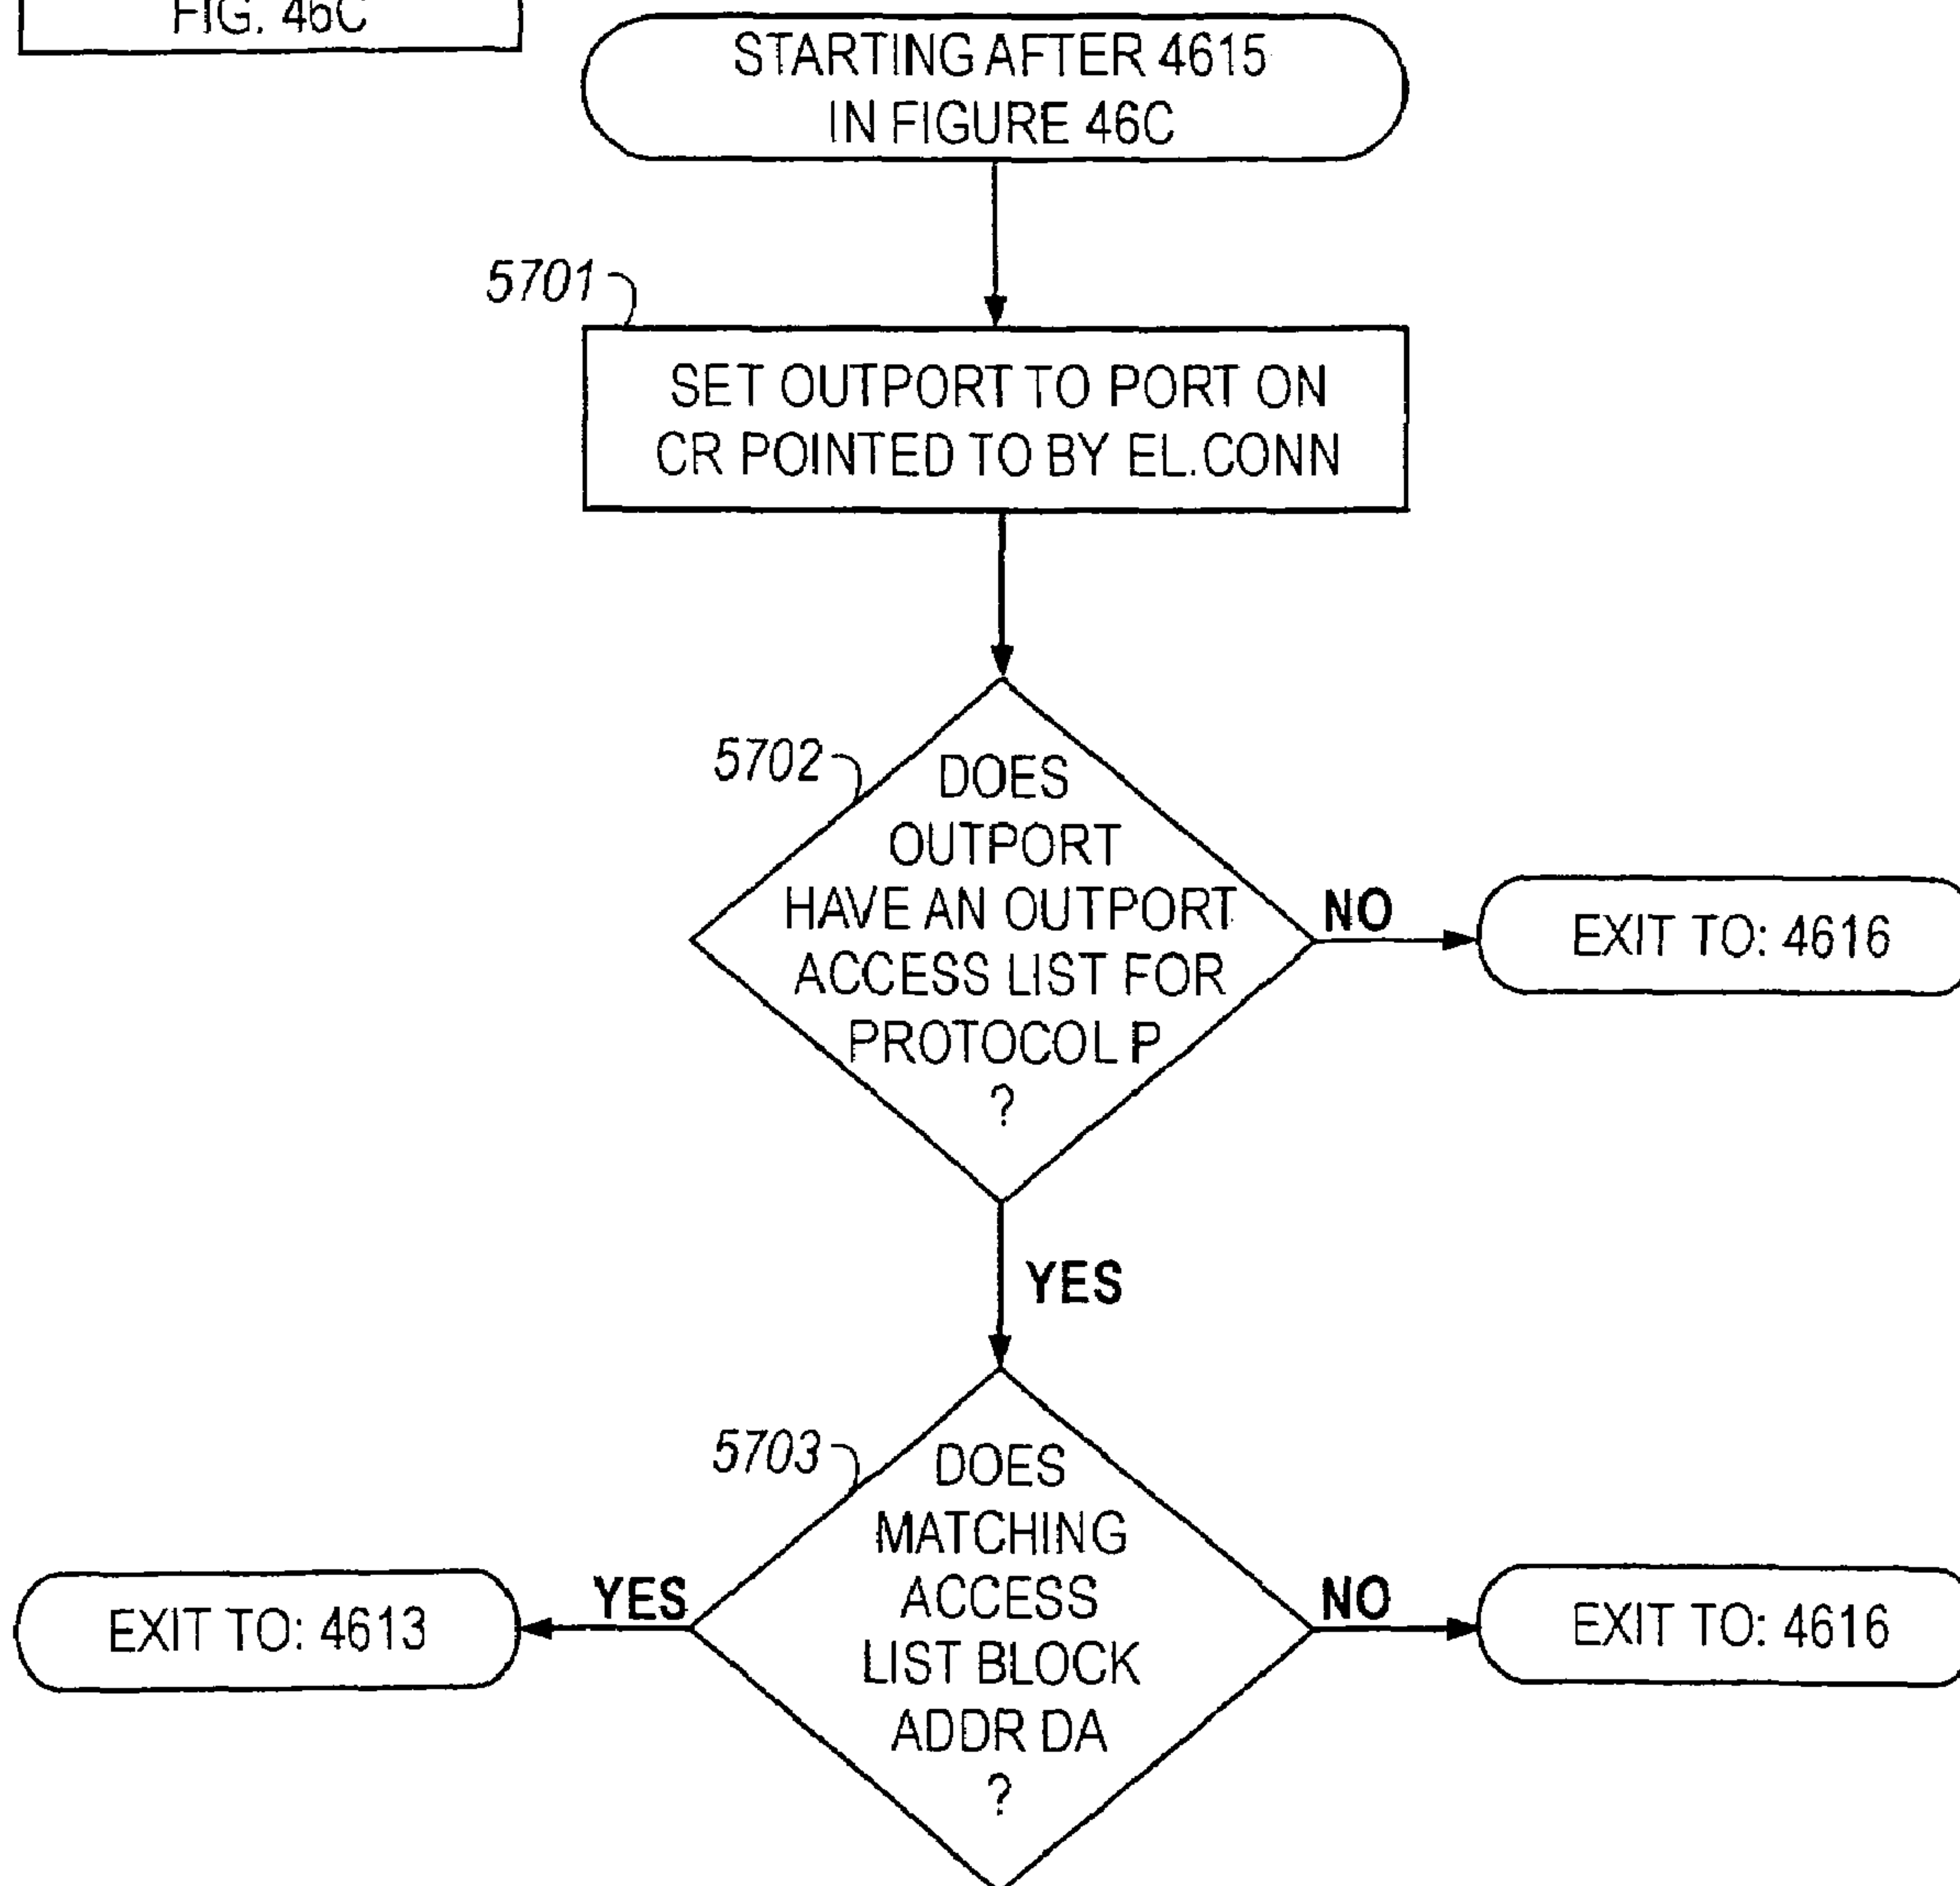 FIG. 46C
STARTING AFTER 4615
IN FIGURE 46C
5701
SET OUTPORT TO PORT ON
CR POINTED TO BY EL.CONN
5702
DOES
OUTPORT
HAVE AN OUTPORT
ACCESS LIST FOR
PROTOCOL P
?
NO
EXIT TO: 4616
YES
5703
DOES
MATCHING
ACCESS
LIST BLOCK
ADDR DA
?
YES
EXIT TO: 4613
NO
EXIT TO: 4616